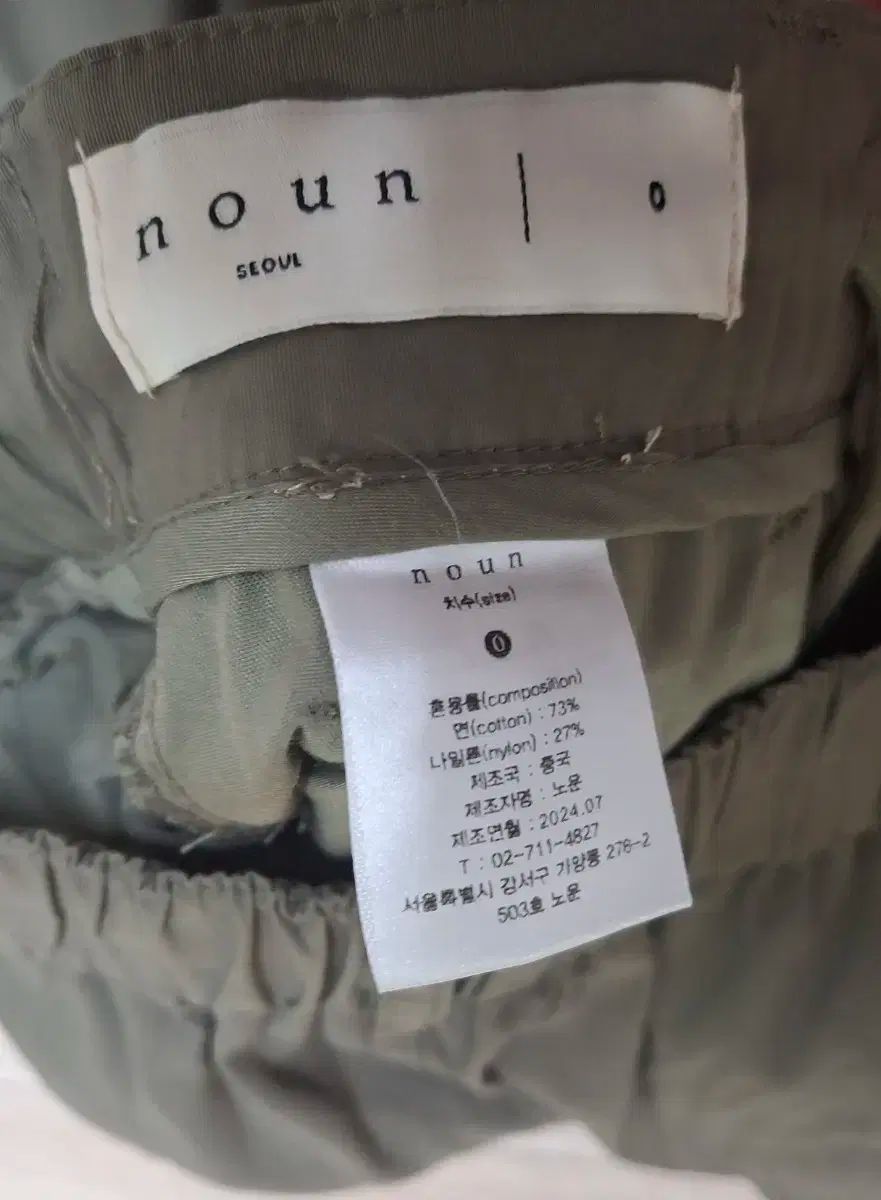 noun | 0
SEOUL
noun
치수(size)
0
혼용률(composition)
면(cotton) : 73%
나일론(nylon) : 27%
제조국 : 중국
제조자명 : 노운
제조연월 : 2024.07
T : 02-711-4827
서울특별시 강서구 가양동 278-2
503호 노운